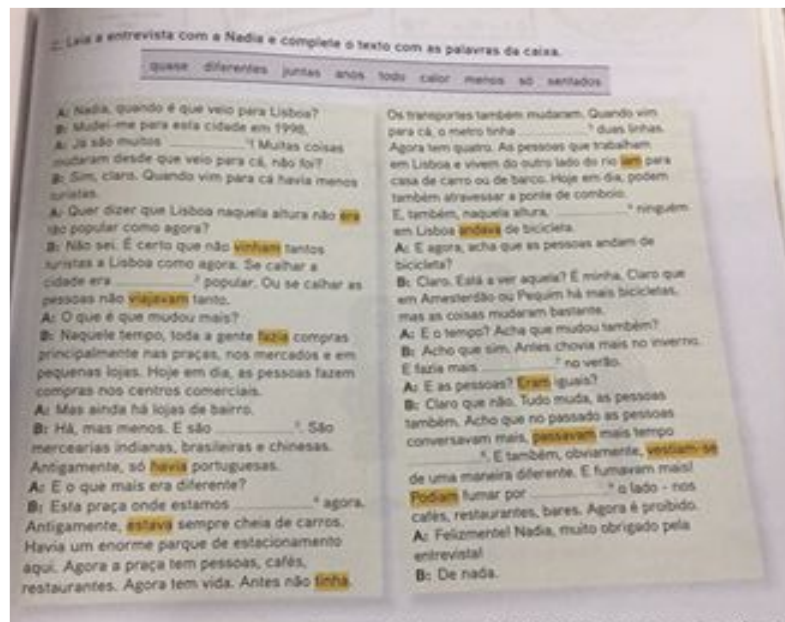 2. Leia a entrevista com a Nadia e complete o texto com as palavras da caixa.
quase diferentes juntas anos todo calor menos só sentados
A: Nadia, quando é que veio para Lisboa?
B: Mudei-me para esta cidade em 1998.
A: Já são muitos ________¹! Muitas coisas
mudaram desde que veio para cá, não foi?
B: Sim, claro. Quando vim para cá havia menos
turistas.
A: Quer dizer que Lisboa naquela altura não era
tão popular como agora?
B: Não sei. É certo que não vinham tantos
turistas a Lisboa como agora. Se calhar a
cidade era ________² popular. Ou se calhar as
pessoas não viajavam tanto.
A: O que é que mudou mais?
B: Naquele tempo, toda a gente fazia compras
principalmente nas praças, nos mercados e em
pequenas lojas. Hoje em dia, as pessoas fazem
compras nos centros comerciais.
A: Mas ainda há lojas de bairro.
B: Há, mas menos. E são ________³. São
mercearias indianas, brasileiras e chinesas.
Antigamente, só havia portuguesas.
A: E o que mais era diferente?
B: Esta praça onde estamos ________⁴ agora.
Antigamente, estava sempre cheia de carros.
Havia um enorme parque de estacionamento
aqui. Agora a praça tem pessoas, cafés,
restaurantes. Agora tem vida. Antes não tinha.
Os transportes também mudaram. Quando vim
para cá, o metro tinha ________⁵ duas linhas.
Agora tem quatro. As pessoas que trabalham
em Lisboa e vivem do outro lado do rio iam para
casa de carro ou de barco. Hoje em dia, podem
também atravessar a ponte de comboio.
E, também, naquela altura, ________⁶ ninguém
em Lisboa andava de bicicleta.
A: E agora, acha que as pessoas andam de
bicicleta?
B: Claro. Está a ver aquela? É minha. Claro que
em Amesterdão ou Pequim há mais bicicletas,
mas as coisas mudaram bastante.
A: E o tempo? Acha que mudou também?
B: Acho que sim. Antes chovia mais no inverno.
E fazia mais ________⁷ no verão.
A: E as pessoas? Eram iguais?
B: Claro que não. Tudo muda, as pessoas
também. Acho que no passado as pessoas
conversavam mais, passavam mais tempo
________⁸. E também, obviamente, vestiam-se
de uma maneira diferente. E fumavam mais!
Podiam fumar por ________⁹ o lado - nos
cafés, restaurantes, bares. Agora é proibido.
A: Felizmente! Nadia, muito obrigado pela
entrevista!
B: De nada.